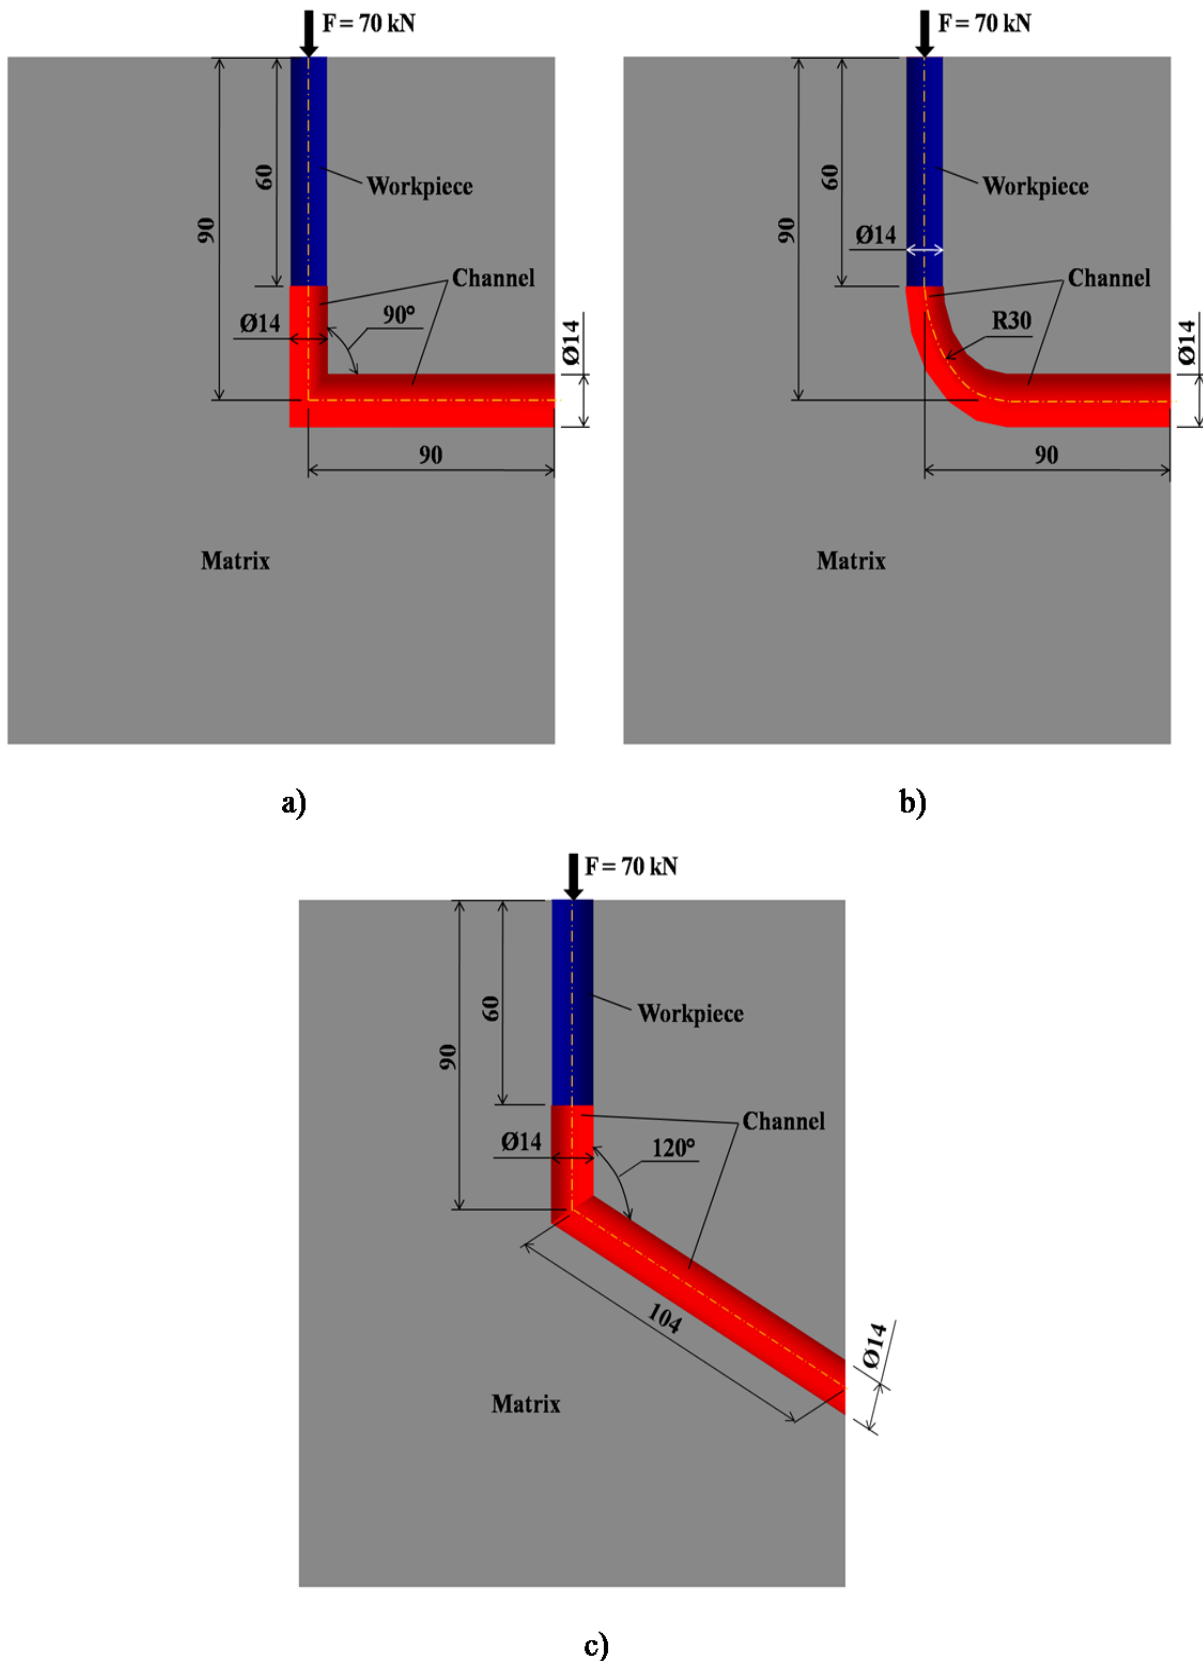 F = 70 kN
60
90
Workpiece
Channel
Ø14
90°
Ø14
90
Matrix
a)
F = 70 kN
60
90
Workpiece
Ø14
Channel
R30
Ø14
90
Matrix
b)
F = 70 kN
60
90
Workpiece
Channel
Ø14
120°
104
Ø14
Matrix
c)